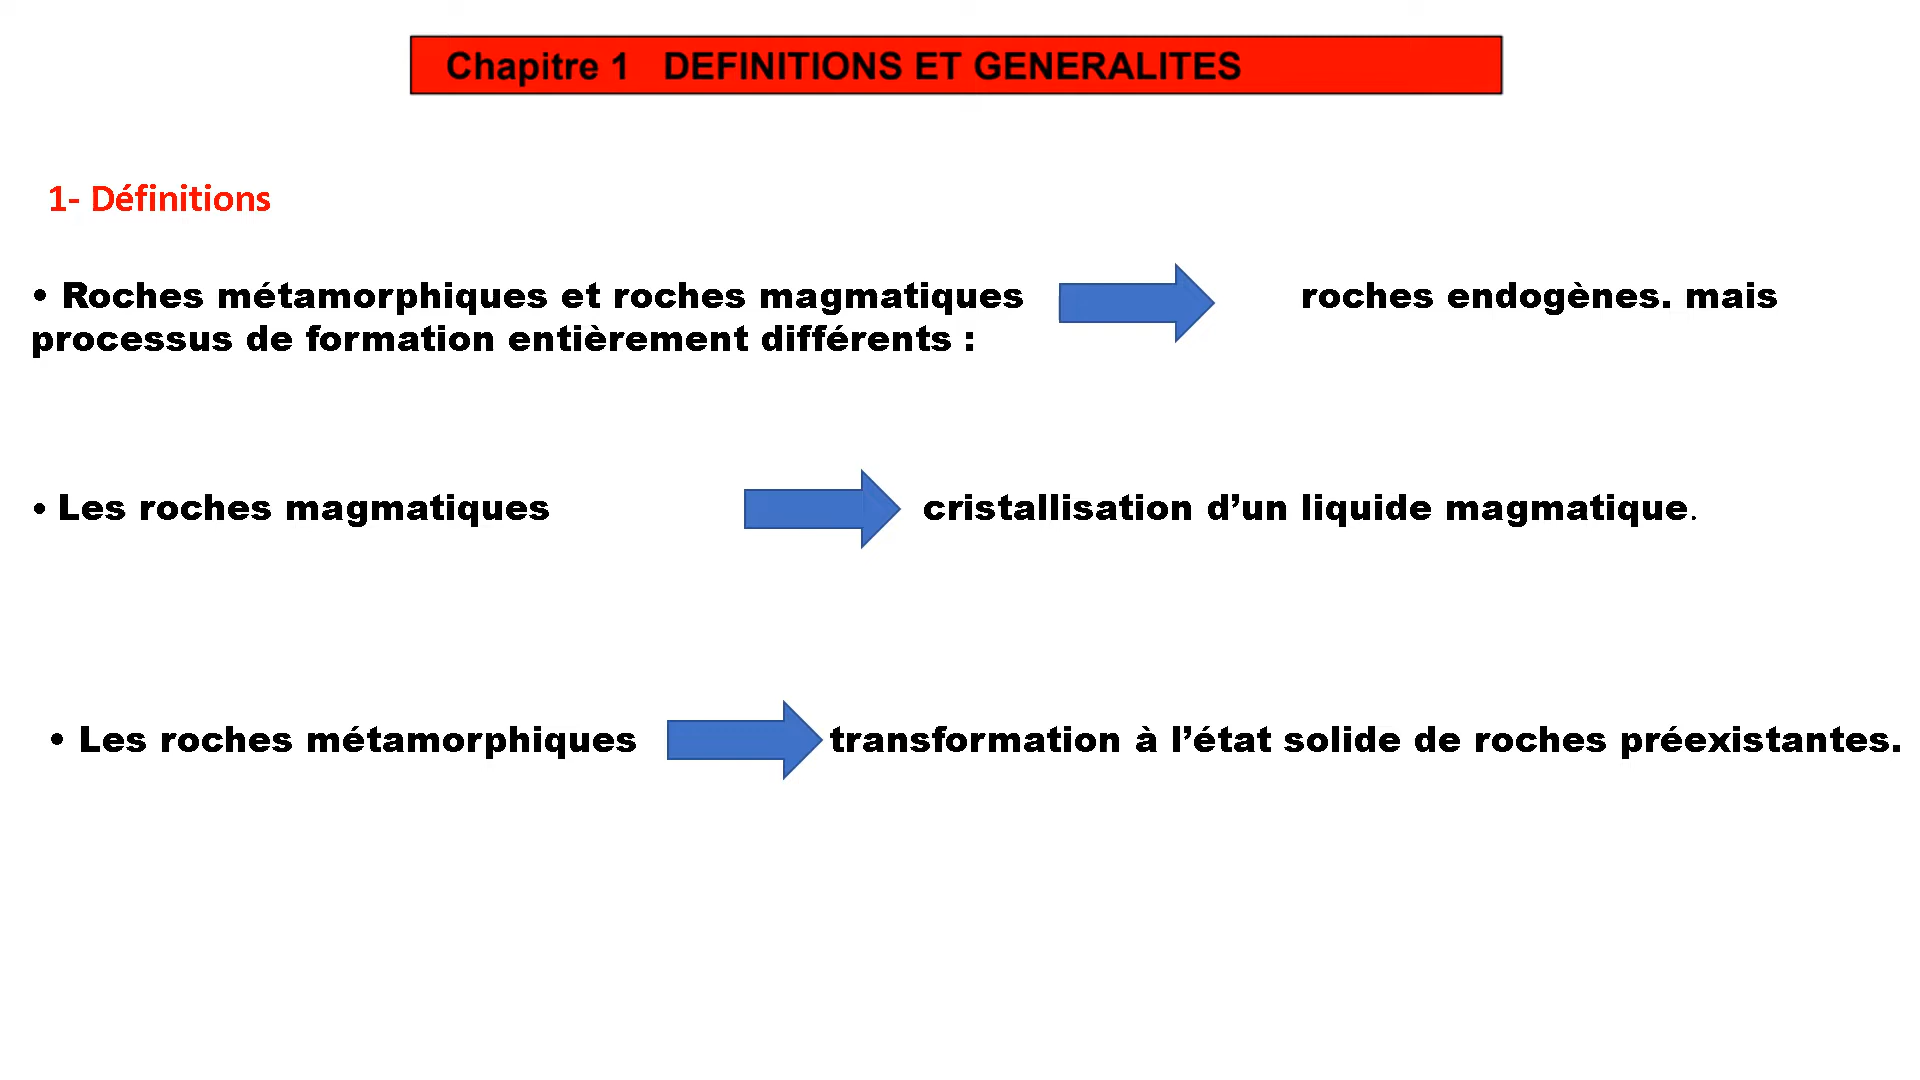 Chapitre 1 DEFINITIONS ET GENERALITES
1- Définitions
• Roches métamorphiques et roches magmatiques roches endogènes. mais
processus de formation entièrement différents :
• Les roches magmatiques cristallisation d’un liquide magmatique.
• Les roches métamorphiques transformation à l’état solide de roches préexistantes.